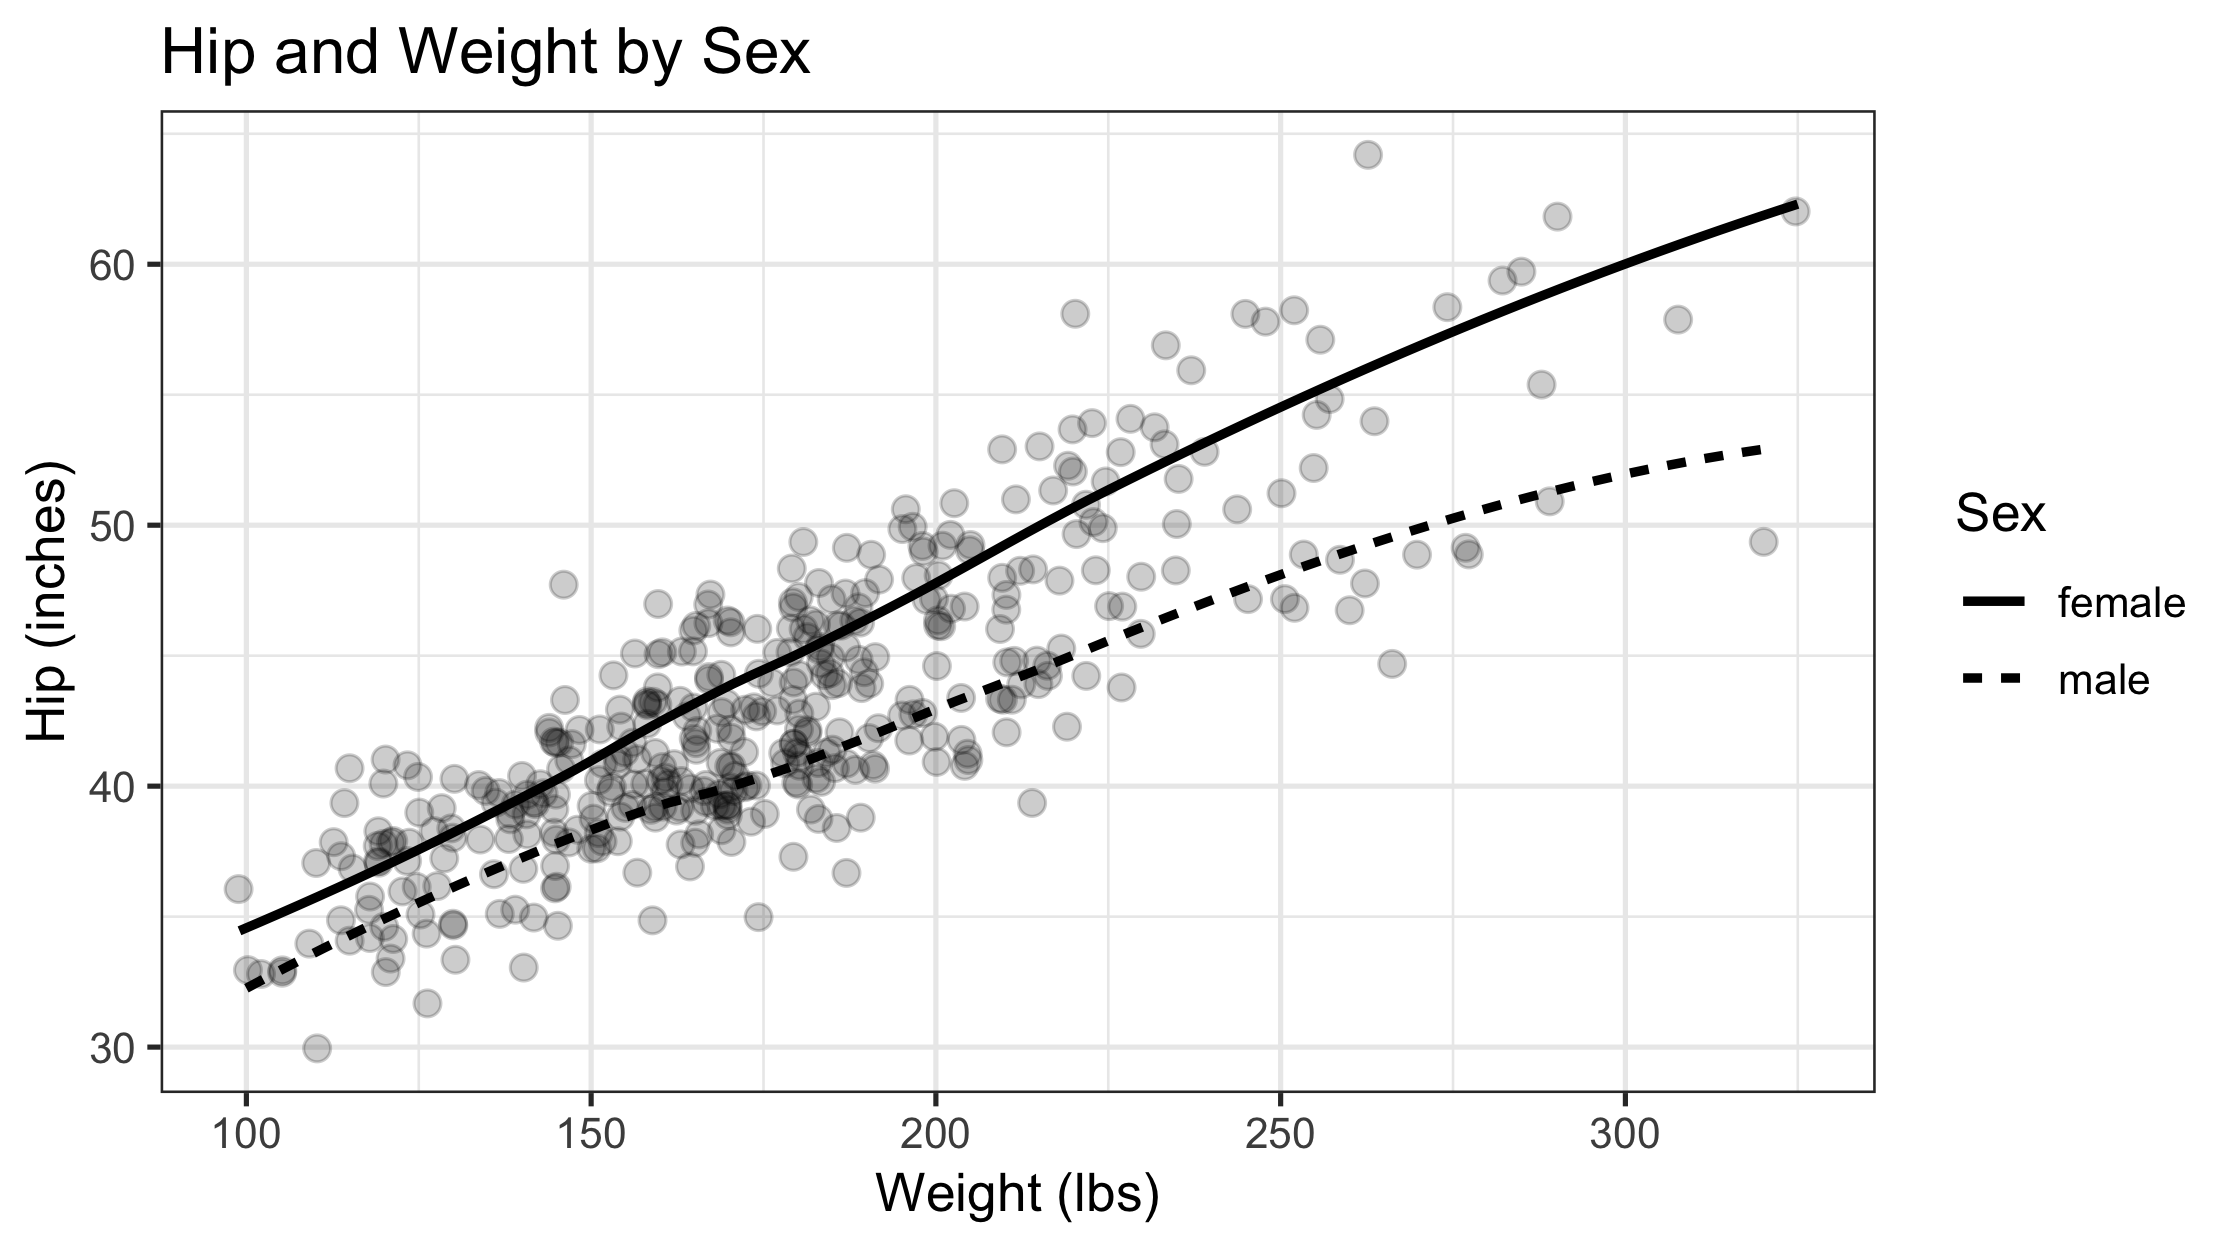 Hip and Weight by Sex
60
50
40
30
Hip (inches)
100 150 200 250 300
Weight (lbs)
Sex
female
male